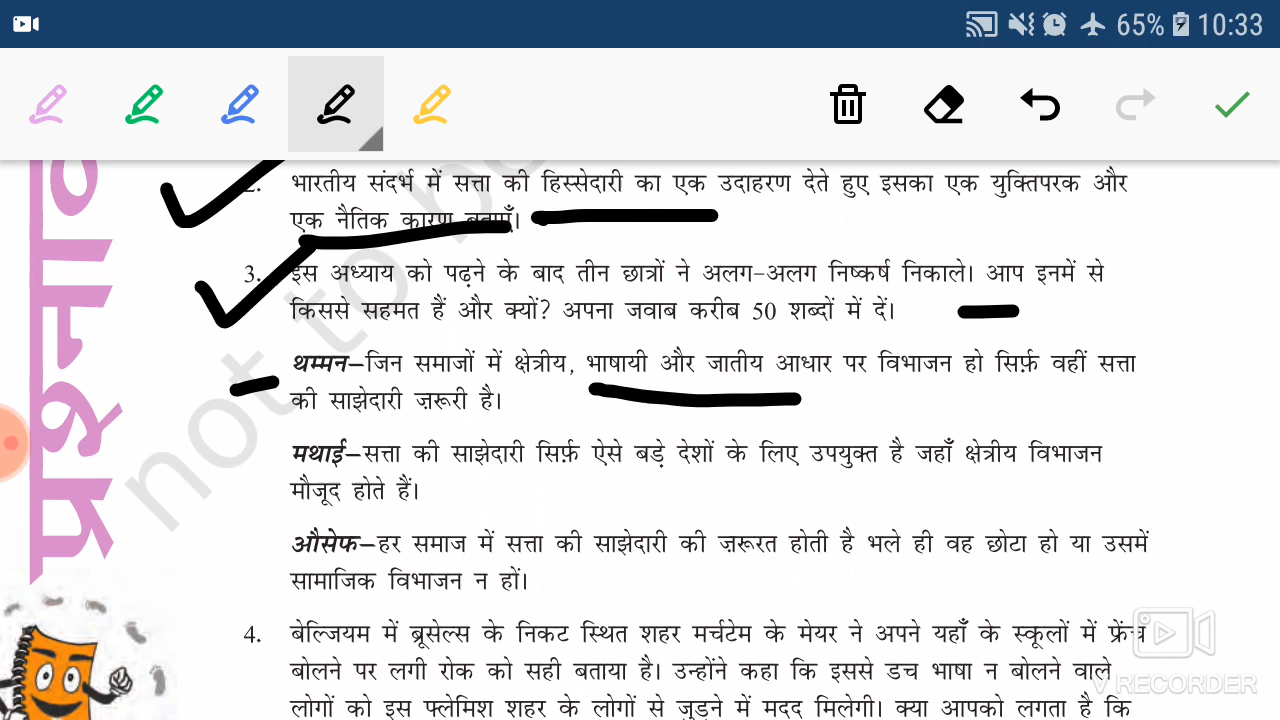 65% 10:33
प्रश्नाव
2. भारतीय संदर्भ में सत्ता की हिस्सेदारी का एक उदाहरण देते हुए इसका एक युक्तिपरक और
एक नैतिक कारण बताएँ।
3. इस अध्याय को पढ़ने के बाद तीन छात्रों ने अलग-अलग निष्कर्ष निकाले। आप इनमें से
किससे सहमत हैं और क्यों? अपना जवाब करीब 50 शब्दों में दें।
थम्मन–जिन समाजों में क्षेत्रीय, भाषायी और जातीय आधार पर विभाजन हो सिर्फ़ वहीं सत्ता
की साझेदारी ज़रूरी है।
मथाई–सत्ता की साझेदारी सिर्फ़ ऐसे बड़े देशों के लिए उपयुक्त है जहाँ क्षेत्रीय विभाजन
मौजूद होते हैं।
औसेफ–हर समाज में सत्ता की साझेदारी की ज़रूरत होती है भले ही वह छोटा हो या उसमें
सामाजिक विभाजन न हों।
4. बेल्जियम में ब्रूसेल्स के निकट स्थित शहर मर्चटेम के मेयर ने अपने यहाँ के स्कूलों में फ्रेंच
बोलने पर लगी रोक को सही बताया है। उन्होंने कहा कि इससे डच भाषा न बोलने वाले
लोगों को इस फ्लेमिश शहर के लोगों से जुड़ने में मदद मिलेगी। क्या आपको लगता है कि
not to be
V RECORDER